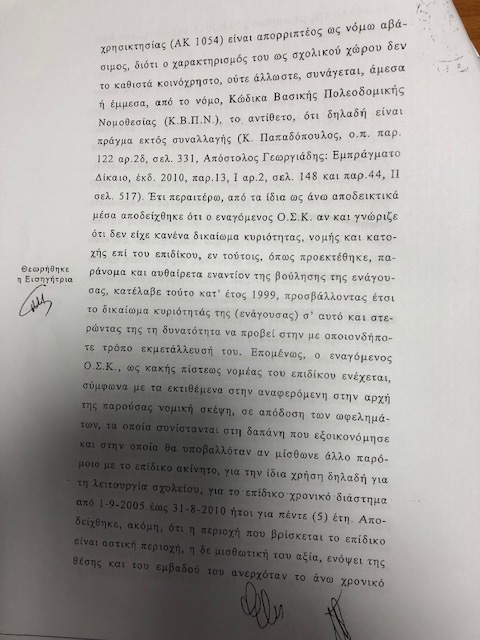 χρησικτησίας (ΑΚ 1054) είναι απορριπτέος ως νόμω αβά-
σιμος, διότι ο χαρακτηρισμός του ως σχολικού χώρου δεν
το καθιστά κοινόχρηστο, ούτε άλλωστε, συνάγεται, άμεσα
ή έμμεσα, από το νόμο, Κώδικα Βασικής Πολεοδομικής
Νομοθεσίας (Κ.Β.Π.Ν.), το αντίθετο, ότι δηλαδή είναι
πράγμα εκτός συναλλαγής (Κ. Παπαδόπουλος, ο.π. παρ.
122 αρ.2δ, σελ. 331, Απόστολος Γεωργιάδης: Εμπράγματο
Δίκαιο, έκδ. 2010, παρ.13, Ι αρ.2, σελ. 148 και παρ.44, ΙΙ
σελ. 517). Έτι περαιτέρω, από τα ίδια ως άνω αποδεικτικά
μέσα αποδείχθηκε ότι ο εναγόμενος Ο.Σ.Κ. αν και γνώριζε
ότι δεν είχε κανένα δικαίωμα κυριότητας, νομής και κατο-
χής επί του επιδίκου, εν τούτοις, όπως προεκτέθηκε, πα-
ράνομα και αυθαίρετα εναντίον της βούλησης της ενάγου-
σας, κατέλαβε τούτο κατ' έτος 1999, προσβάλλοντας έτσι
το δικαίωμα κυριότητάς της (ενάγουσας) σ' αυτό και στε-
ρώντας της τη δυνατότητα να προβεί στην με οποιονδήπο-
τε τρόπο εκμετάλλευσή του. Επομένως, ο εναγόμενος
Ο.Σ.Κ., ως κακής πίστεως νομέας του επιδίκου ενέχεται,
σύμφωνα με τα εκτιθέμενα στην αναφερόμενη στην αρχή
της παρούσας νομική σκέψη, σε απόδοση των ωφελημά-
των, τα οποία συνίστανται στη δαπάνη που εξοικονόμησε
και στην οποία θα υποβαλλόταν αν μίσθωνε άλλο παρό-
μοιο με το επίδικο ακίνητο, για την ίδια χρήση δηλαδή για
τη λειτουργία σχολείου; για το επίδικο χρονικό διάστημα
από 1-9-2005 έως 31-8-2010 ήτοι για πέντε (5) έτη. Απο-
δείχθηκε, ακόμη, ότι η περιοχή που βρίσκεται το επίδικο
είναι αστική περιοχή, η δε μισθωτική του αξία, ενόψει της
θέσης και του εμβαδού του ανερχόταν το άνω χρονικό
Θεωρήθηκε
η Εισηγήτρια